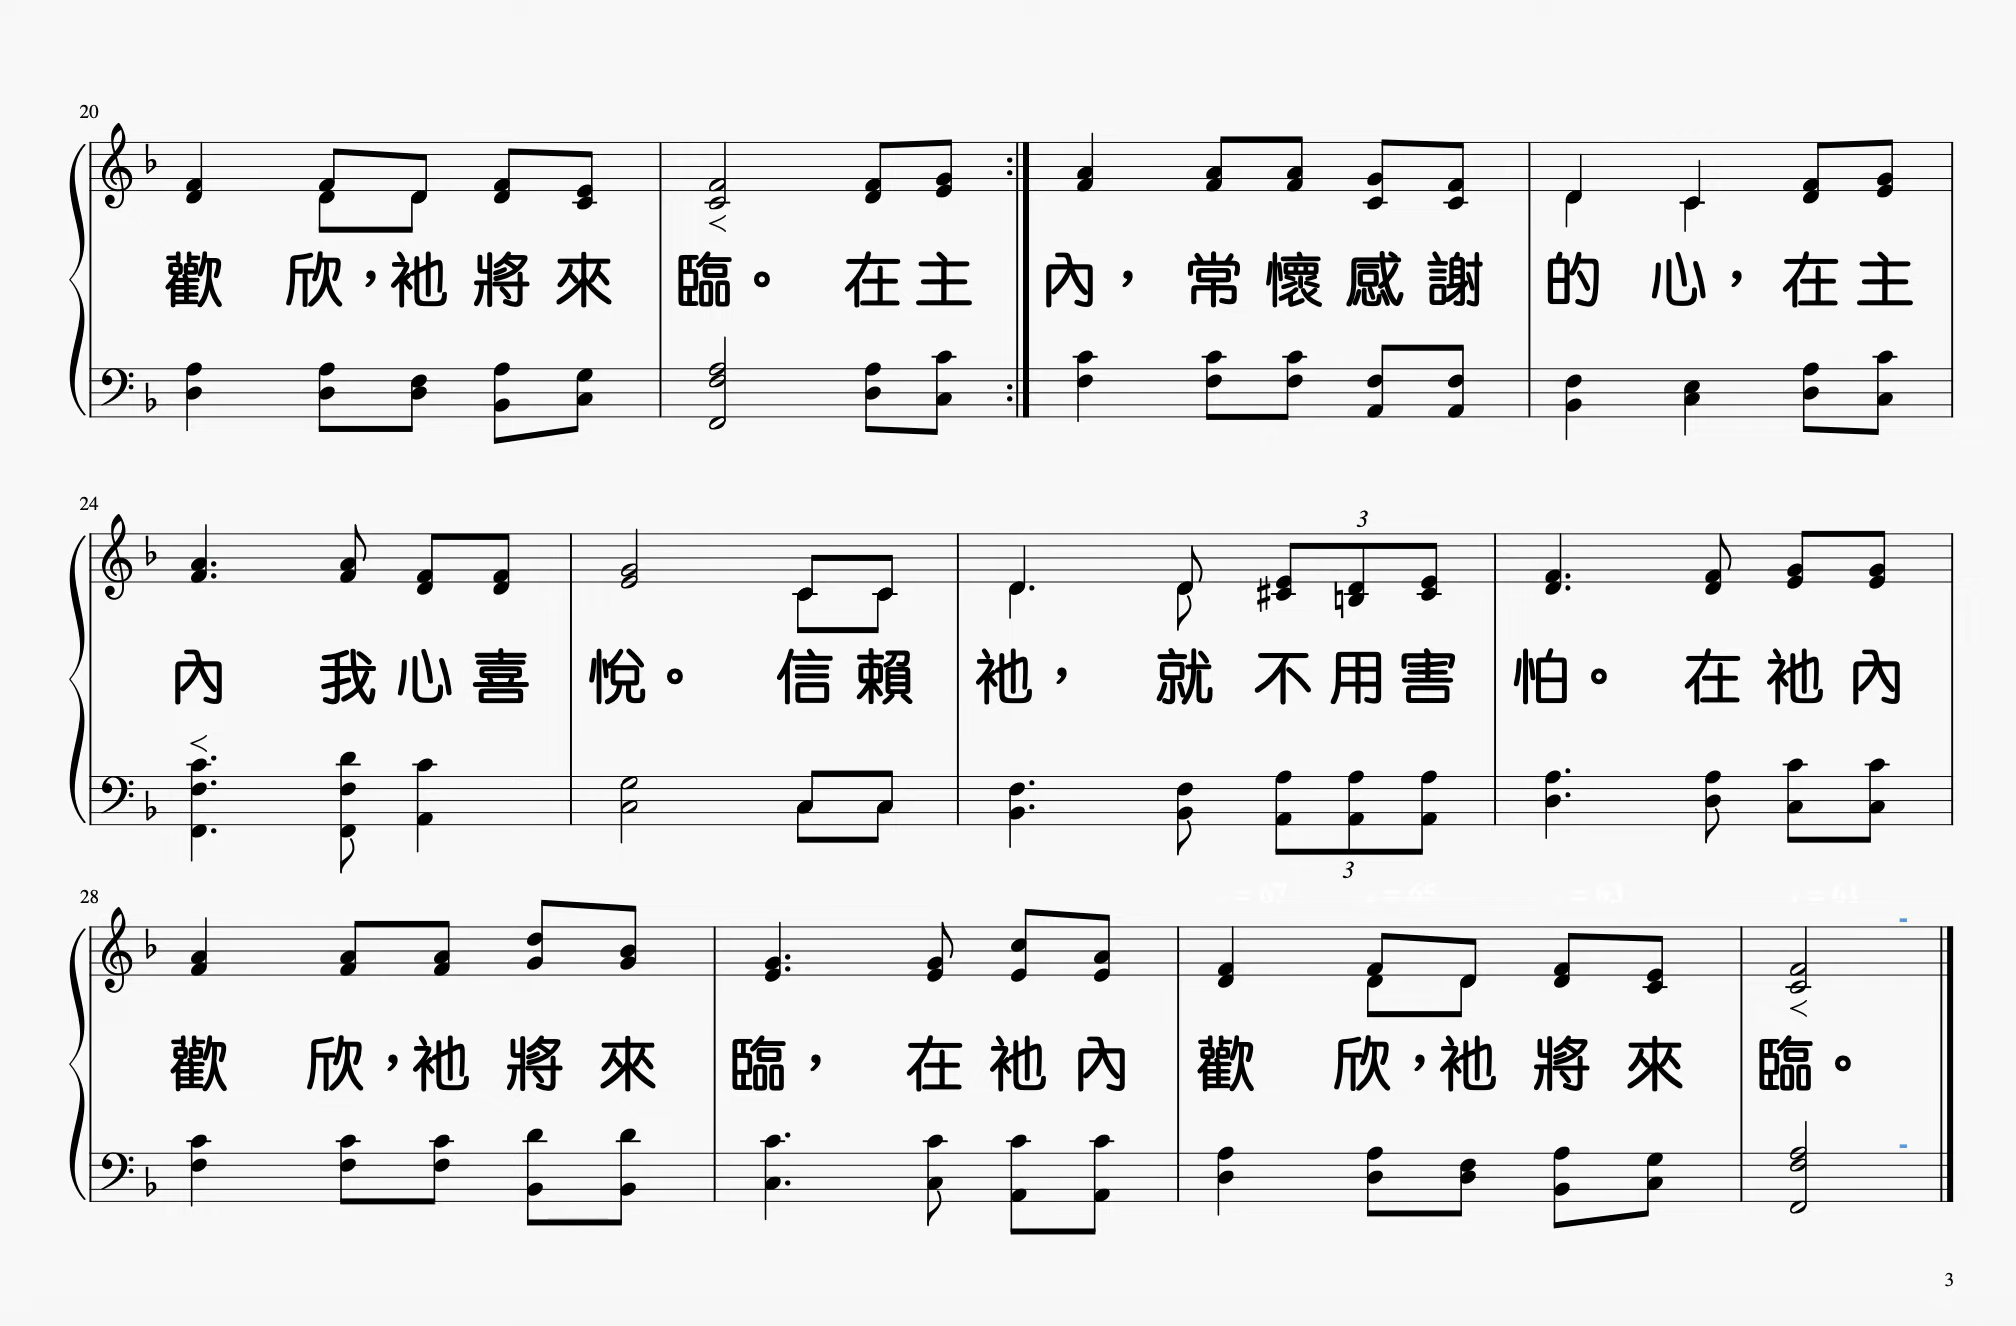 20
歡 欣，祂 將 來 臨。 在 主 內， 常 懷 感 謝 的 心， 在 主
24
3
內 我 心 喜 悅。 信 賴 祂， 就 不 用 害 怕。 在 祂 內
3
28
歡 欣，祂 將 來 臨， 在 祂 內 歡 欣，祂 將 來 臨。
3